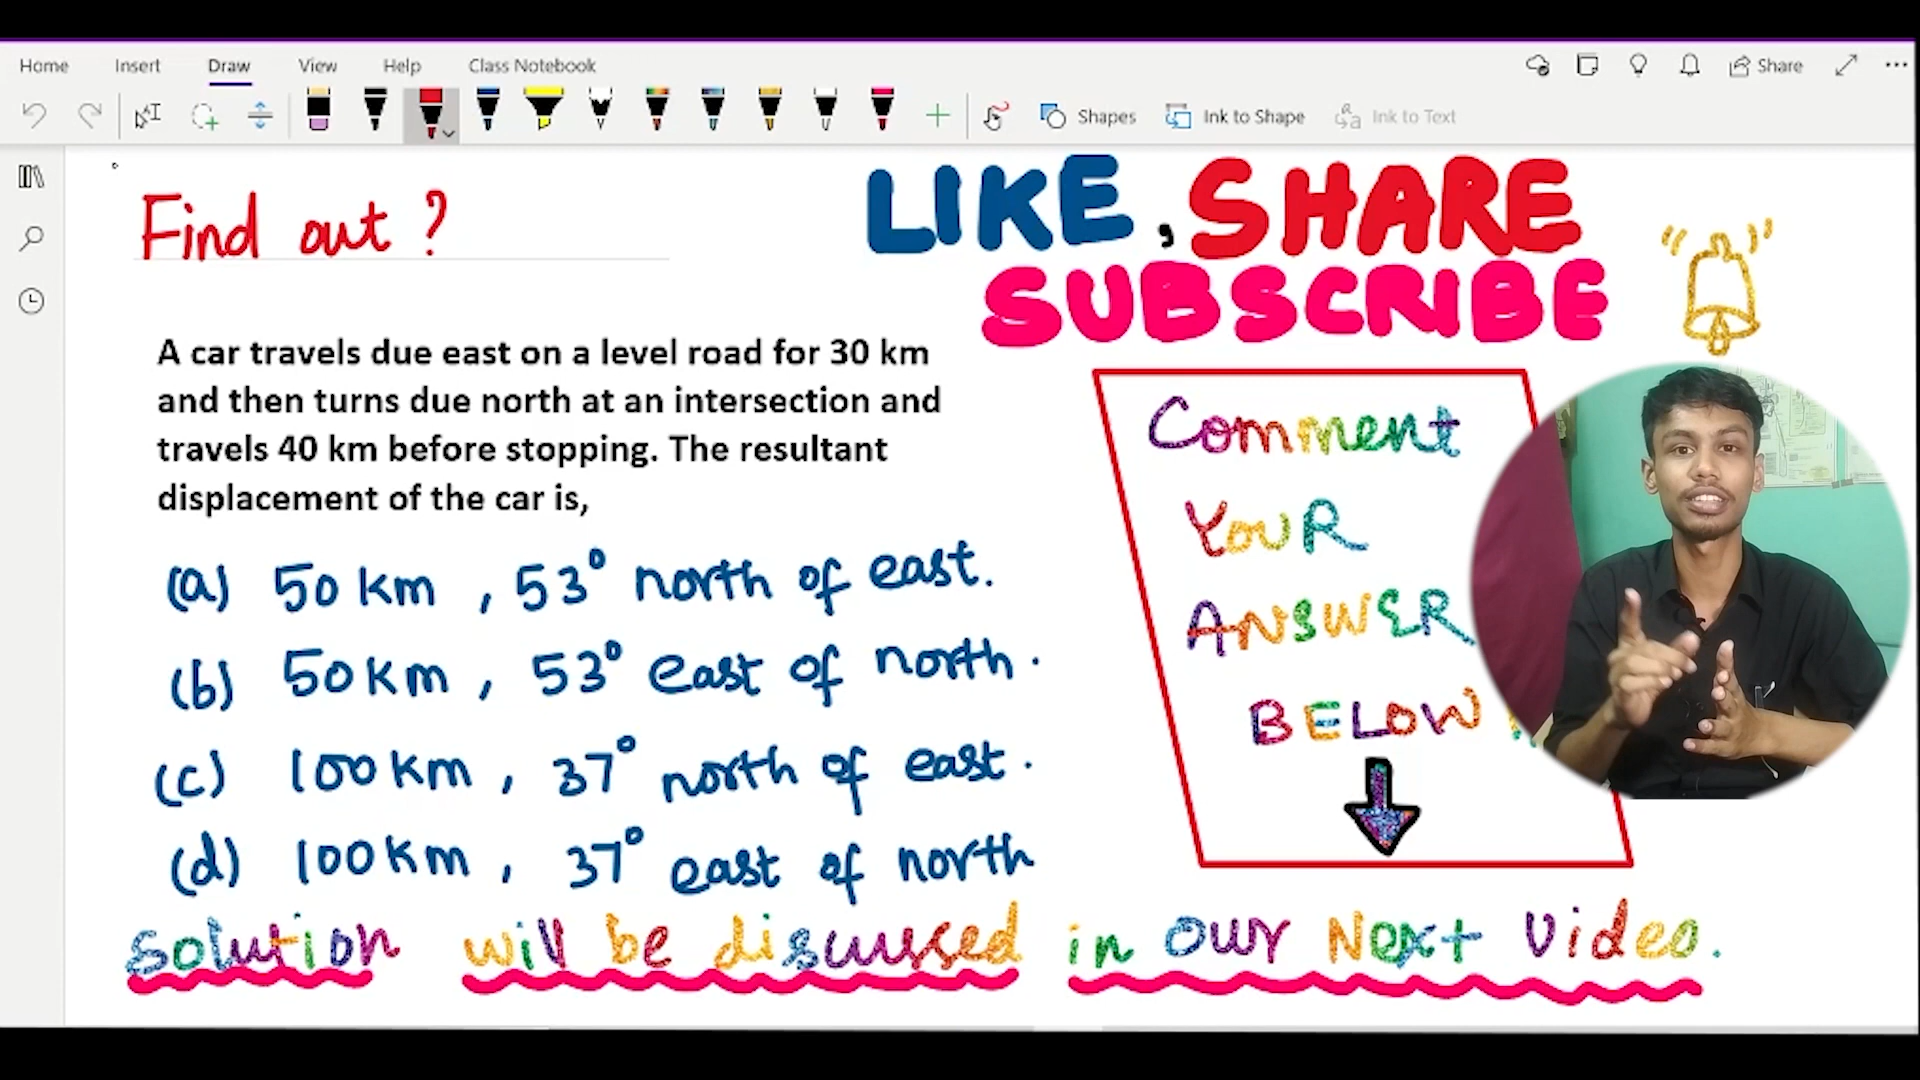 Home Insert Draw View Help Class Notebook Share
Shapes Ink to Shape Ink to Text
Find out ?
LIKE, SHARE
SUBSCRIBE
A car travels due east on a level road for 30 km
and then turns due north at an intersection and
travels 40 km before stopping. The resultant
displacement of the car is,
(a) 50 km , 53° north of east.
(b) 50 km , 53° east of north .
(c) 100 km , 37° north of east .
(d) 100 km , 37° east of north
Comment
YouR
ANSWER
BELOW
Solution will be discussed in our Next Video.